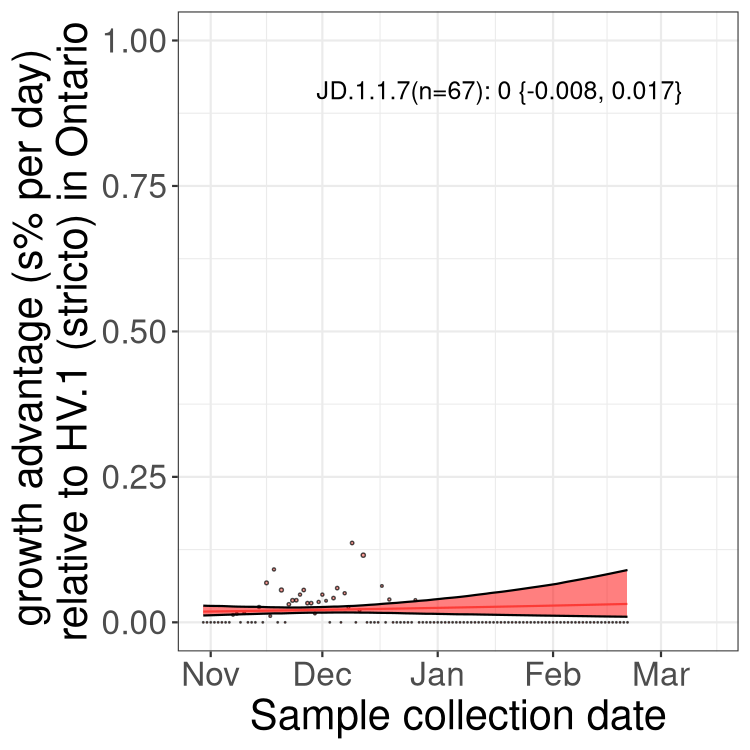 growth advantage (s% per day)
relative to HV.1 (stricto) in Ontario
1.00
0.75
0.50
0.25
0.00
JD.1.1.7(n=67): 0 {-0.008, 0.017}
Nov Dec Jan Feb Mar
Sample collection date